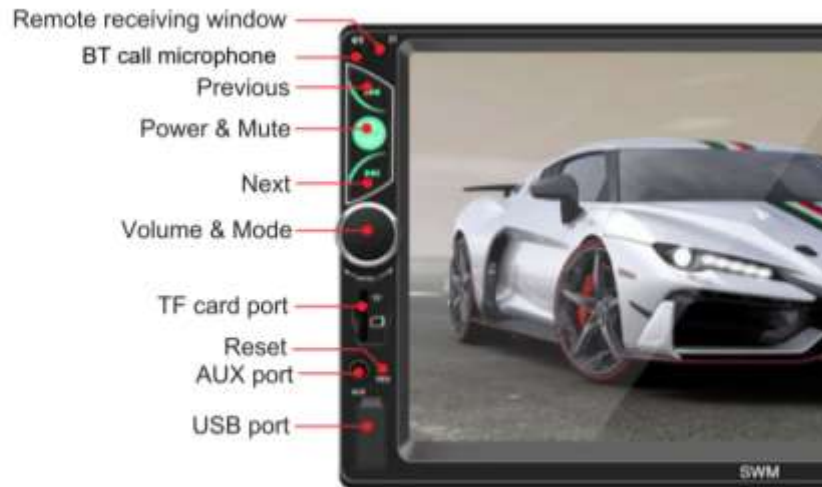 Remote receiving window
BT call microphone
Previous
Power & Mute
Next
Volume & Mode
TF card port
Reset
AUX port
USB port
SWM